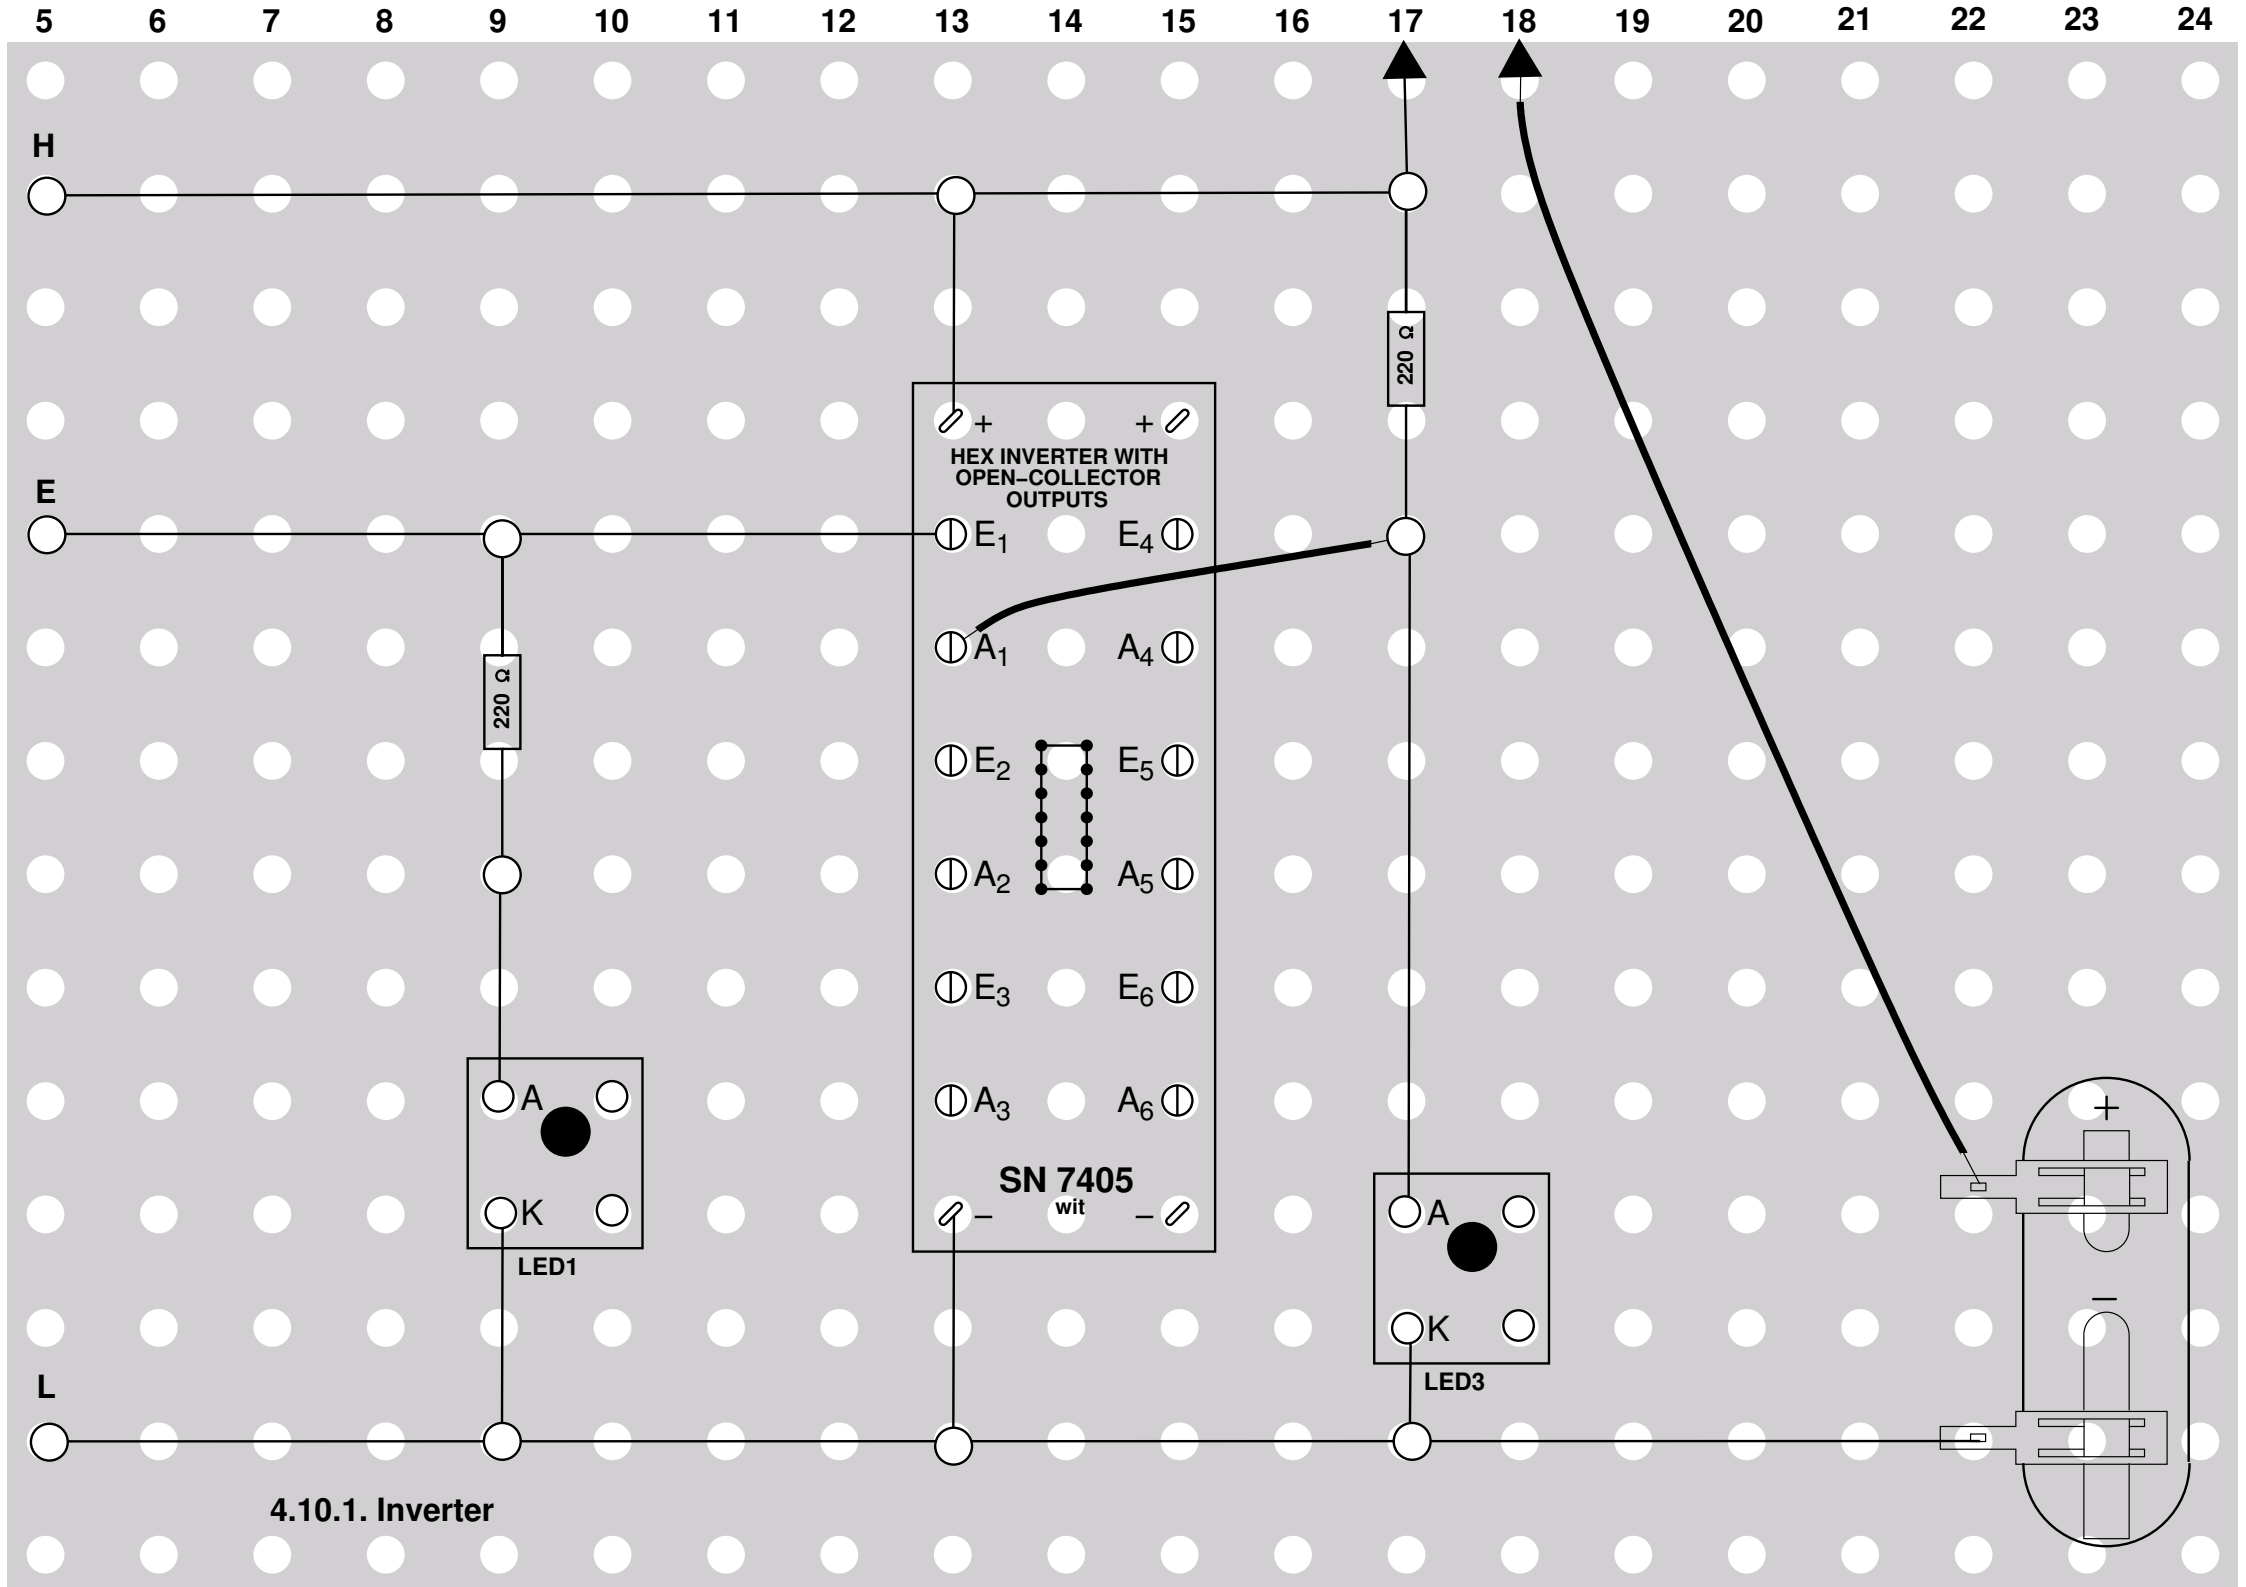 5 6 7 8 9 10 11 12 13 14 15 16 17 18 19 20 21 22 23 24
H
220 Ω
+ +
HEX INVERTER WITH
OPEN–COLLECTOR
OUTPUTS
E
E1 E4
A1 A4
220 Ω
E2 E5
A2 A5
E3 E6
A A3 A6 +
SN 7405
wit
K – – A
LED1
–
K
L LED3
4.10.1. Inverter